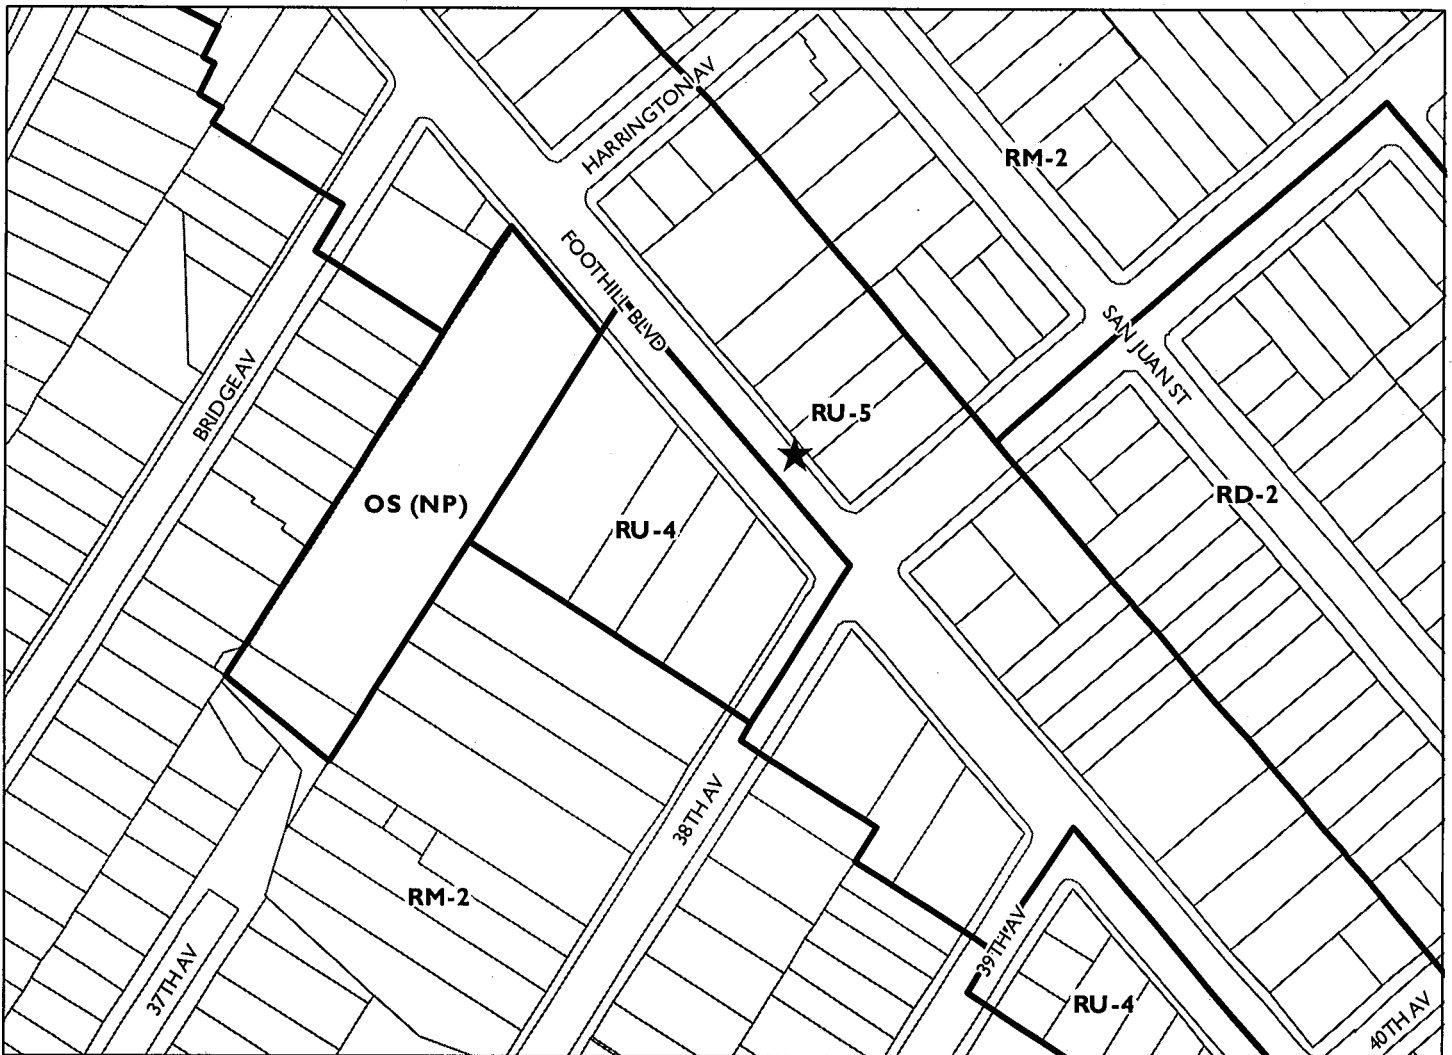 HARRINGTON AV
RM-2
FOOTHILL BLVD
SAN JUAN ST
BRIDGE AV
RU-5
OS (NP)
RU-4
RD-2
38TH AV
RM-2
39TH AV
37TH AV
RU-4
40TH AV